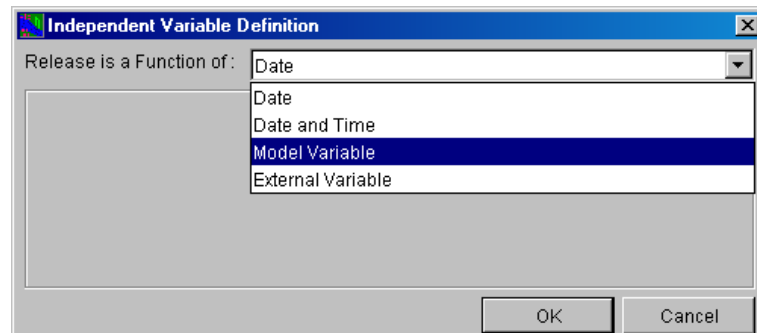 Independent Variable Definition
Release is a Function of: Date
Date
Date and Time
Model Variable
External Variable
OK Cancel